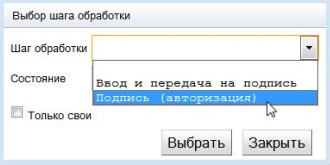 Выбор шага обработки
Шаг обработки
Состояние
Ввод и передача на подпись
Подпись (авторизация)
Только свои
Выбрать Закрыть